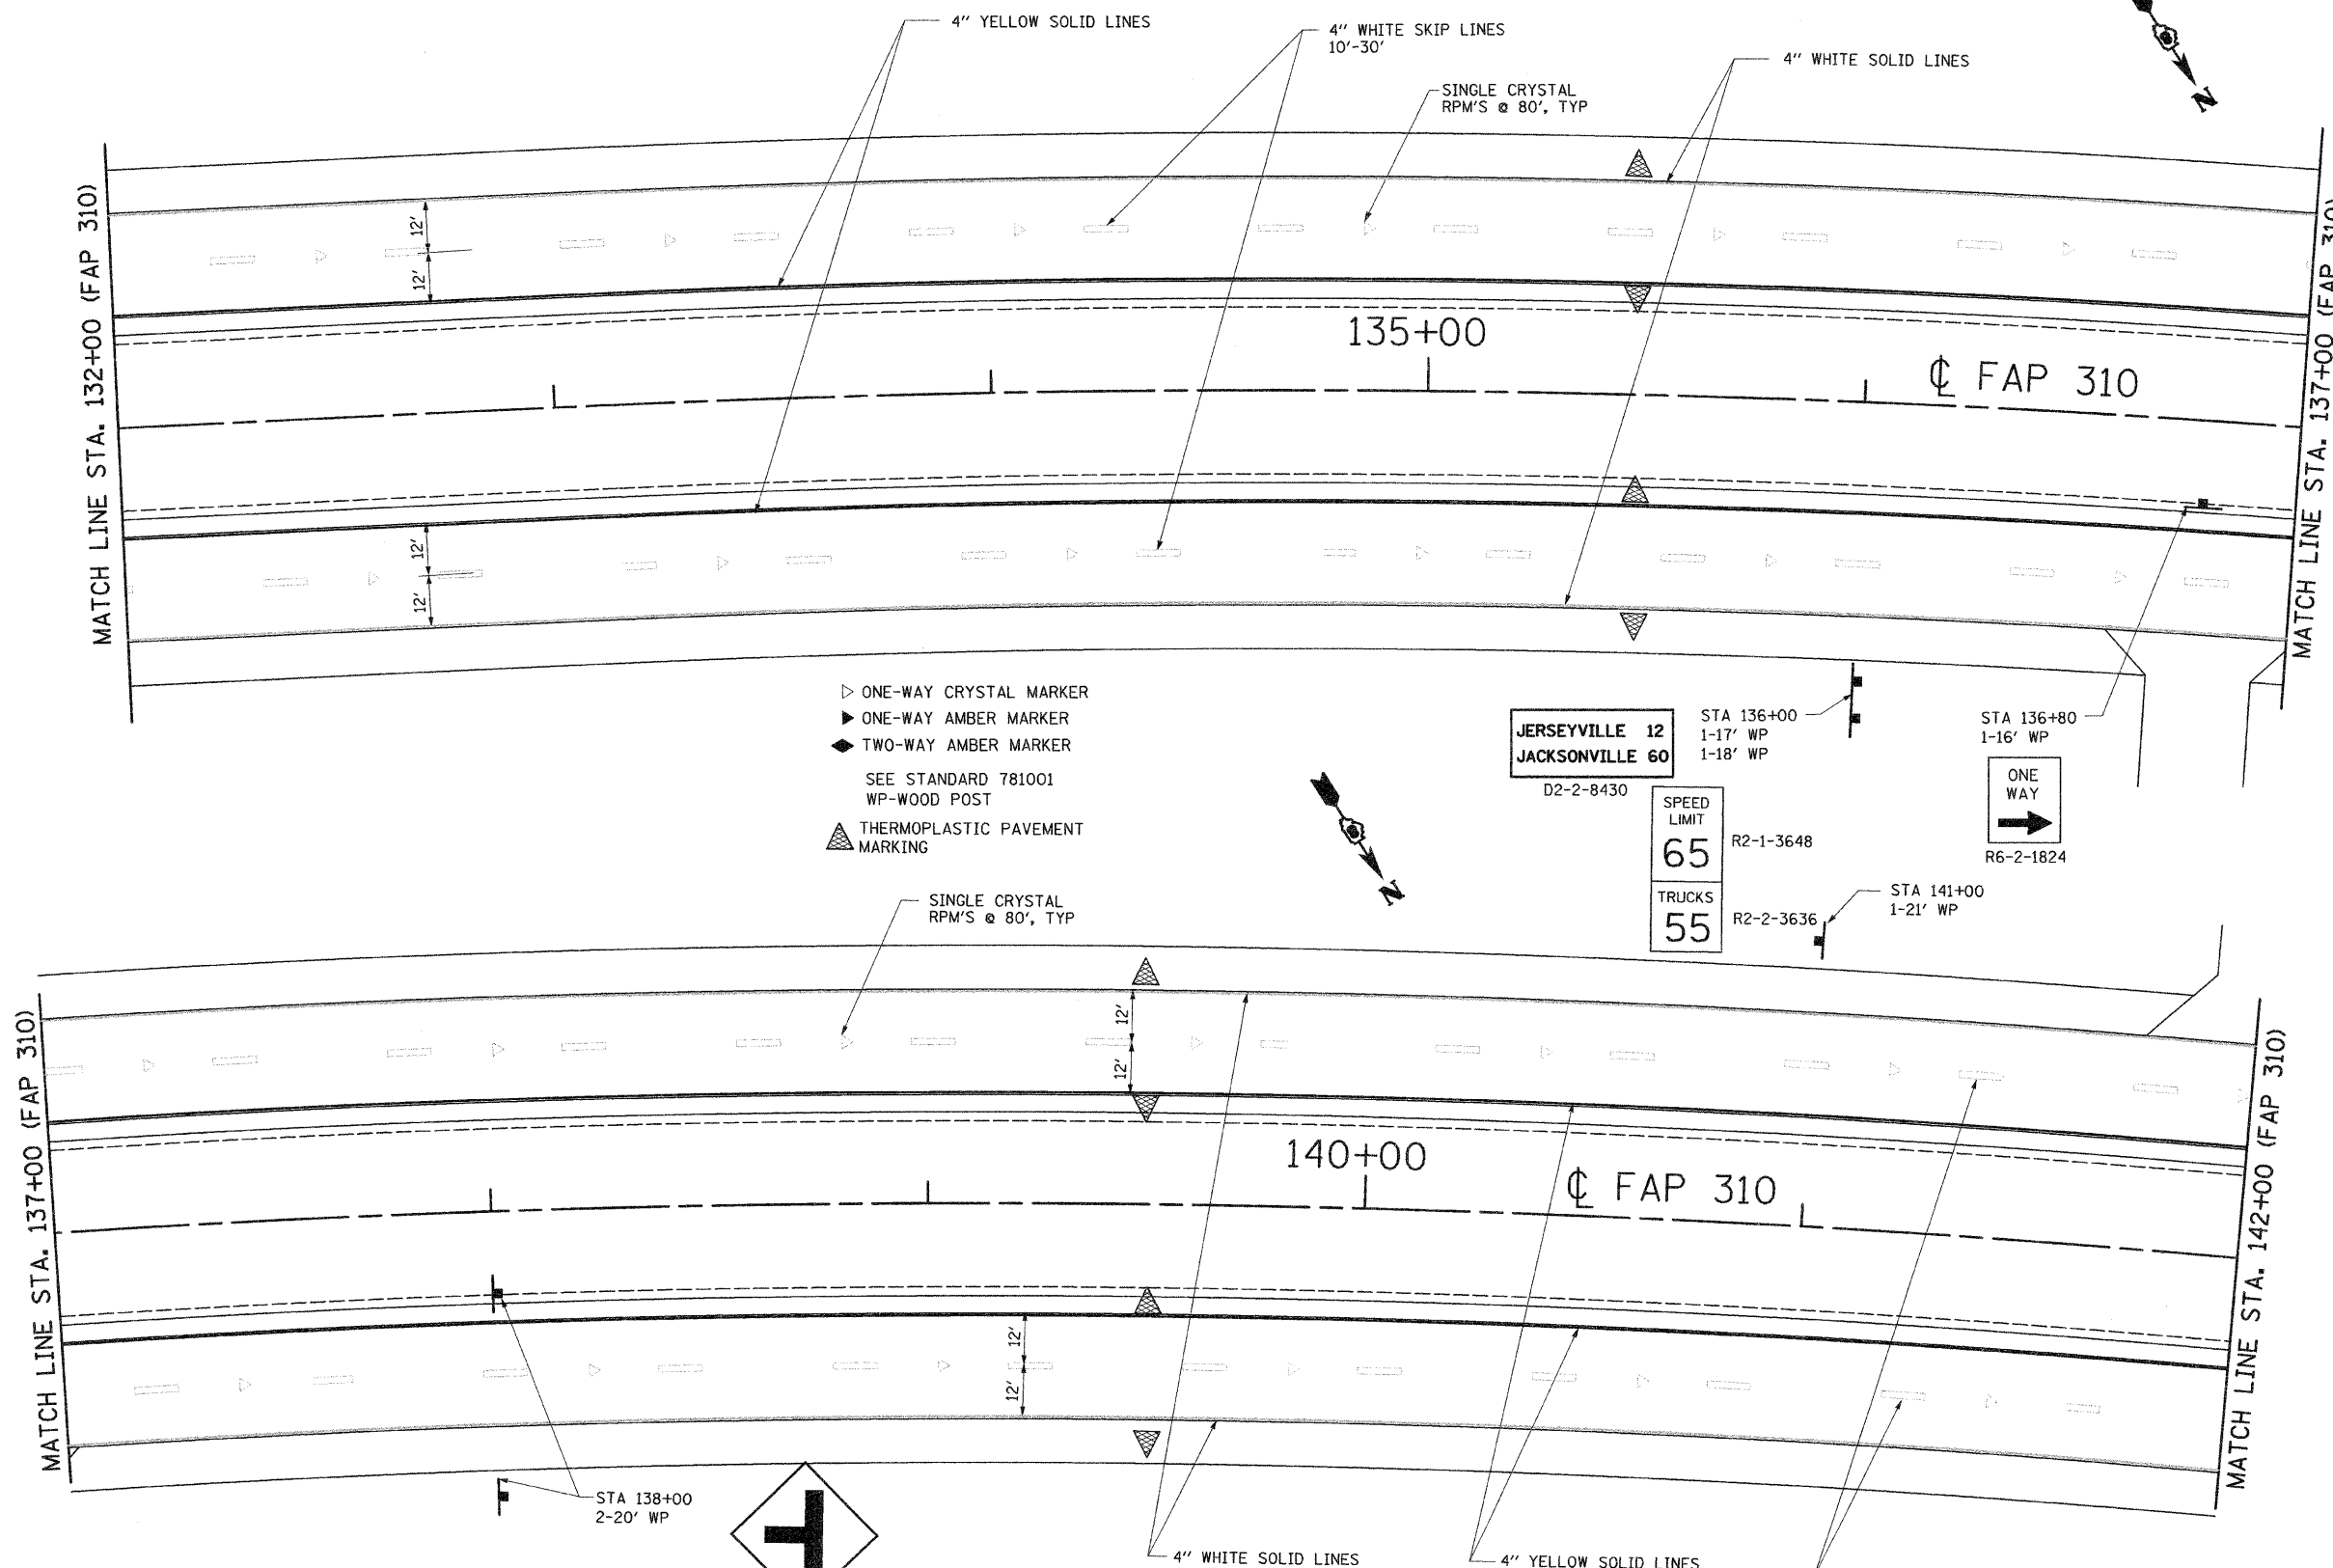 4" YELLOW SOLID LINES
4" WHITE SKIP LINES
10'-30'
4" WHITE SOLID LINES
SINGLE CRYSTAL
RPM'S @ 80', TYP
N
MATCH LINE STA. 132+00 (FAP 310)
12'
12'
135+00
℄ FAP 310
MATCH LINE STA. 137+00 (FAP 310)
12'
12'
▷ ONE-WAY CRYSTAL MARKER
▶ ONE-WAY AMBER MARKER
◆ TWO-WAY AMBER MARKER
SEE STANDARD 781001
WP-WOOD POST
THERMOPLASTIC PAVEMENT
MARKING
N
JERSEYVILLE 12
JACKSONVILLE 60
D2-2-8430
STA 136+00
1-17' WP
1-18' WP
STA 136+80
1-16' WP
ONE
WAY
R6-2-1824
SPEED
LIMIT
65
R2-1-3648
TRUCKS
55
R2-2-3636
STA 141+00
1-21' WP
SINGLE CRYSTAL
RPM'S @ 80', TYP
MATCH LINE STA. 137+00 (FAP 310)
12'
12'
140+00
℄ FAP 310
MATCH LINE STA. 142+00 (FAP 310)
12'
12'
STA 138+00
2-20' WP
4" WHITE SOLID LINES
4" YELLOW SOLID LINES